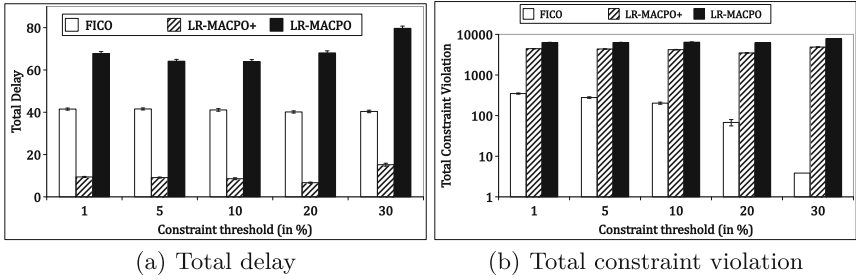 FICO LR-MACPO+ LR-MACPO
80
60
40
20
0
Total Delay
1 5 10 20 30
Constraint threshold (in %)
(a) Total delay
FICO LR-MACPO+ LR-MACPO
10000
1000
100
10
1
Total Constraint Violation
1 5 10 20 30
Constraint threshold (in %)
(b) Total constraint violation